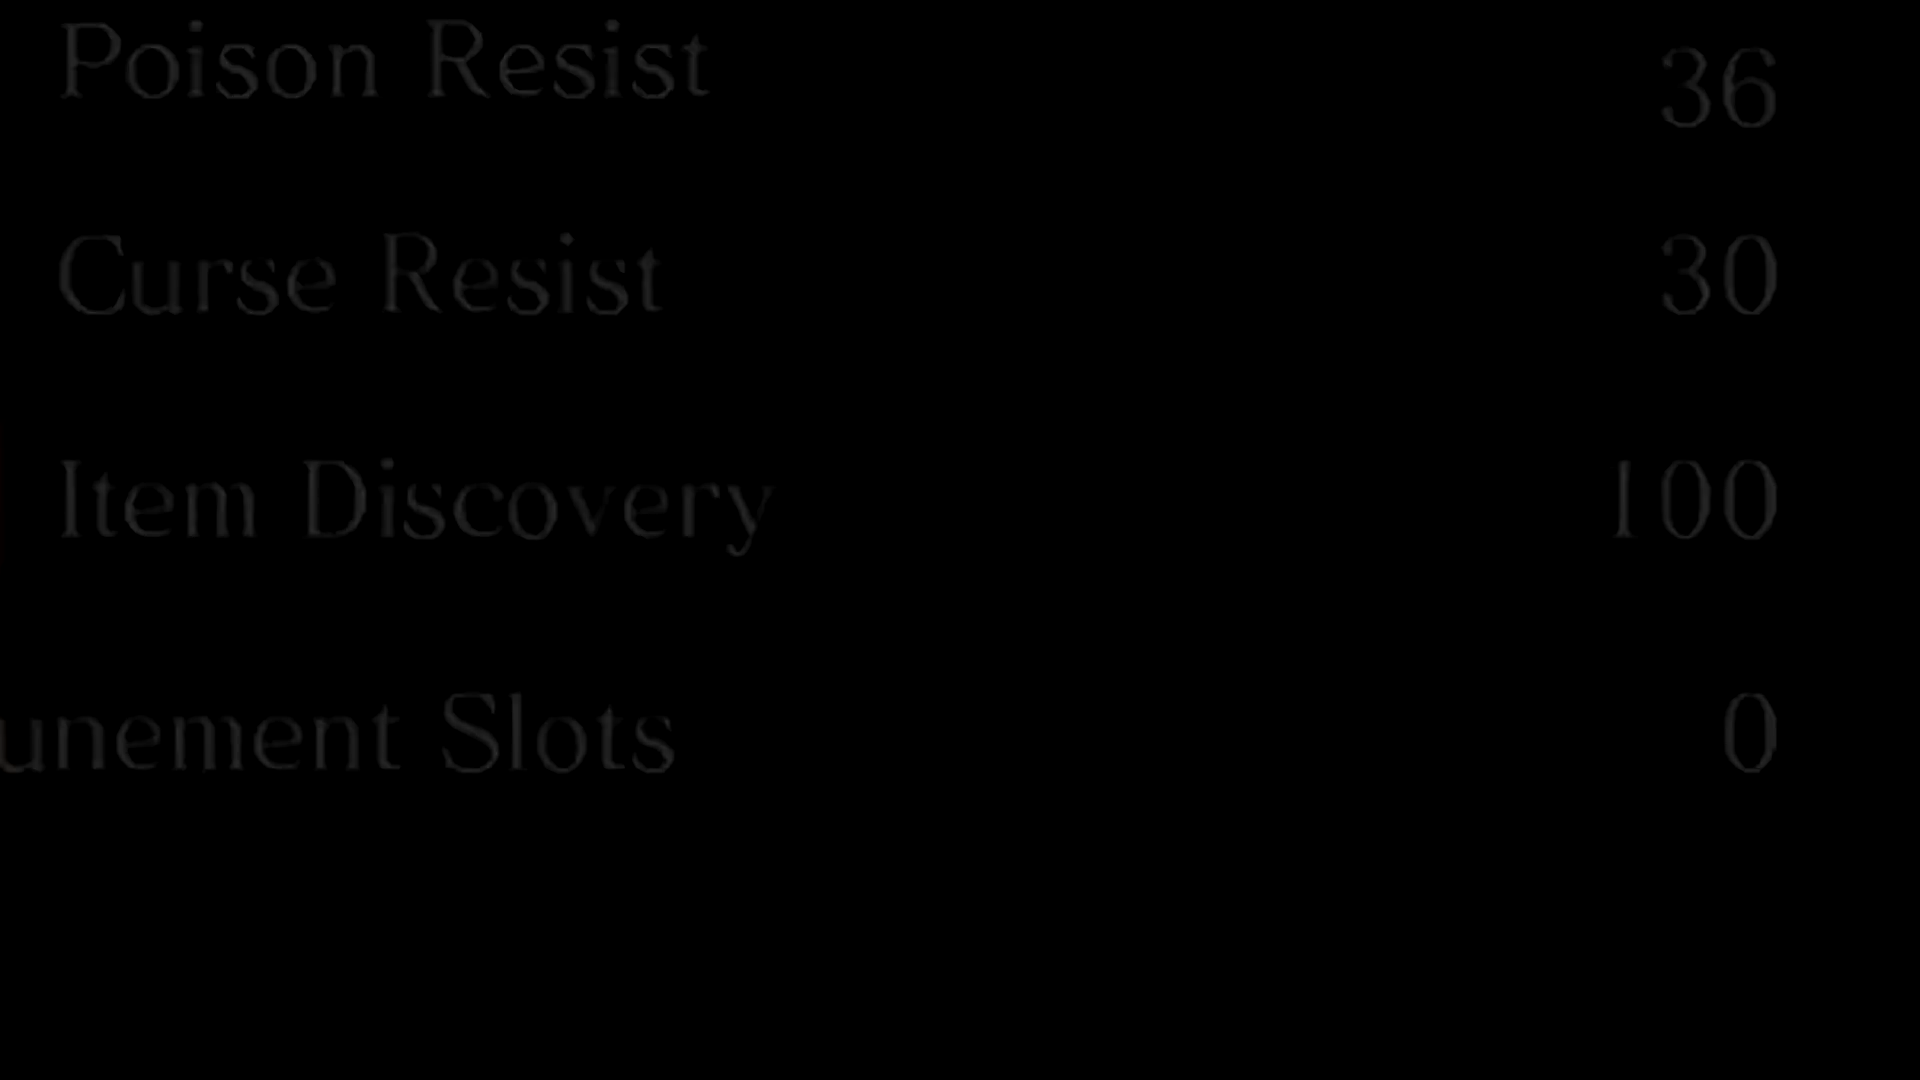 Poison Resist 36
Curse Resist 30
Item Discovery 100
unement Slots 0